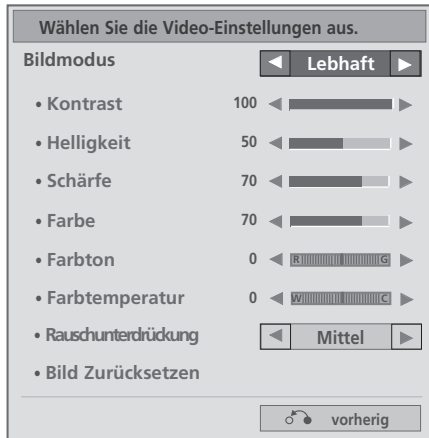 Wählen Sie die Video-Einstellungen aus.
Bildmodus ◀ Lebhaft ▶
• Kontrast 100
• Helligkeit 50
• Schärfe 70
• Farbe 70
• Farbton 0 R G
• Farbtemperatur 0 W C
• Rauschunterdrückung ◀ Mittel ▶
• Bild Zurücksetzen
vorherig